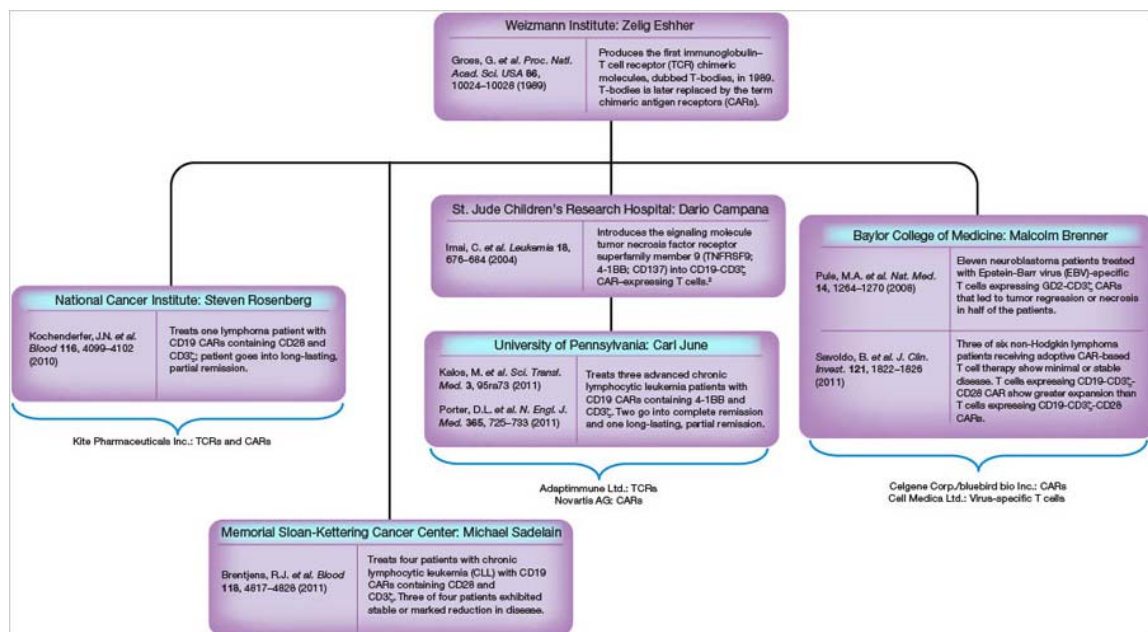 Weizmann Institute: Zelig Eshher
Gross, G. et al. Proc. Natl.
Acad. Sci. USA 86,
10024–10028 (1989)
Produces the first immunoglobulin–
T cell receptor (TCR) chimeric
molecules, dubbed T-bodies, in 1989.
T-bodies is later replaced by the term
chimeric antigen receptors (CARs).
St. Jude Children's Research Hospital: Dario Campana
Imai, C. et al. Leukemia 18,
676–684 (2004)
Introduces the signaling molecule
tumor necrosis factor receptor
superfamily member 9 (TNFRSF9;
4-1BB; CD137) into CD19-CD3ζ
CAR–expressing T cells.²
Baylor College of Medicine: Malcolm Brenner
Pule, M.A. et al. Nat. Med.
14, 1264–1270 (2008)
Eleven neuroblastoma patients treated
with Epstein-Barr virus (EBV)-specific
T cells expressing GD2-CD3ζ CARs
that led to tumor regression or necrosis
in half of the patients.
Savoldo, B. et al. J. Clin.
Invest. 121, 1822–1826
(2011)
Three of six non-Hodgkin lymphoma
patients receiving adoptive CAR-based
T cell therapy show minimal or stable
disease. T cells expressing CD19-CD3ζ-
CD28 CAR show greater expansion than
T cells expressing CD19-CD3ζ-CD28
CARs.
National Cancer Institute: Steven Rosenberg
Kochenderfer, J.N. et al.
Blood 116, 4099–4102
(2010)
Treats one lymphoma patient with
CD19 CARs containing CD28 and
CD3ζ; patient goes into long-lasting,
partial remission.
Kite Pharmaceuticals Inc.: TCRs and CARs
University of Pennsylvania: Carl June
Kalos, M. et al. Sci. Transl.
Med. 3, 95ra73 (2011)
Porter, D.L. et al. N. Engl. J.
Med. 365, 725–733 (2011)
Treats three advanced chronic
lymphocytic leukemia patients with
CD19 CARs containing 4-1BB and
CD3ζ. Two go into complete remission
and one long-lasting, partial remission.
Adaptimmune Ltd.: TCRs
Novartis AG: CARs
Celgene Corp./bluebird bio Inc.: CARs
Cell Medica Ltd.: Virus-specific T cells
Memorial Sloan-Kettering Cancer Center: Michael Sadelain
Brentjens, R.J. et al. Blood
118, 4817–4828 (2011)
Treats four patients with chronic
lymphocytic leukemia (CLL) with CD19
CARs containing CD28 and
CD3ζ. Three of four patients exhibited
stable or marked reduction in disease.